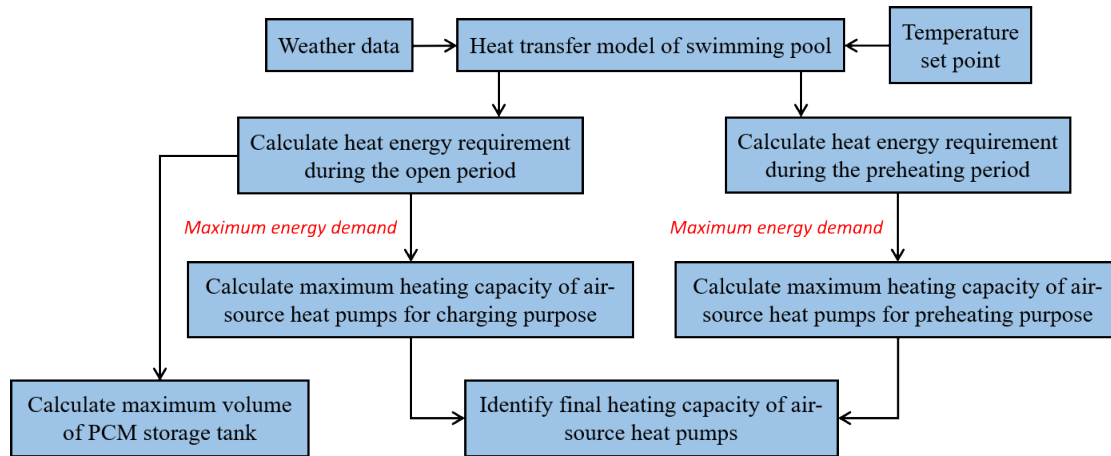 Weather data
Heat transfer model of swimming pool
Temperature
set point
Calculate heat energy requirement
during the open period
Calculate heat energy requirement
during the preheating period
Maximum energy demand
Maximum energy demand
Calculate maximum heating capacity of air-
source heat pumps for charging purpose
Calculate maximum heating capacity of air-
source heat pumps for preheating purpose
Calculate maximum volume
of PCM storage tank
Identify final heating capacity of air-
source heat pumps